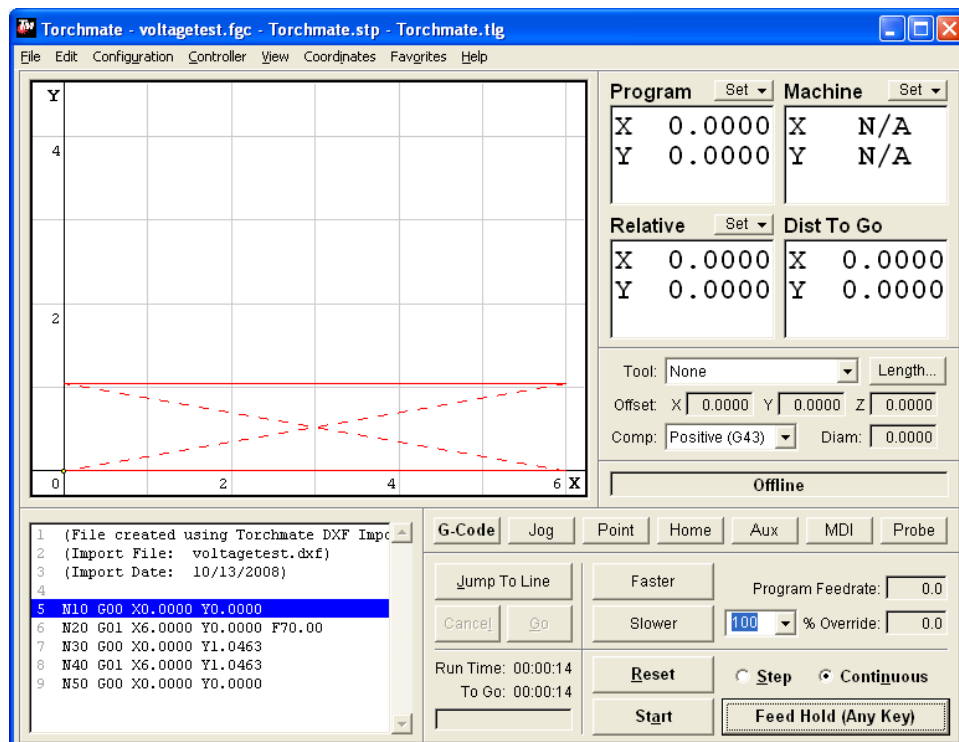 Torchmate - voltagetest.fgc - Torchmate.stp - Torchmate.tlg
File Edit Configuration Controller View Coordinates Favorites Help
Y
4
2
0 2 4 6 X
Program Set
X 0.0000
Y 0.0000
Machine Set
X N/A
Y N/A
Relative Set
X 0.0000
Y 0.0000
Dist To Go
X 0.0000
Y 0.0000
Tool: None Length...
Offset: X 0.0000 Y 0.0000 Z 0.0000
Comp: Positive (G43) Diam: 0.0000
Offline
1 (File created using Torchmate DXF Impo
2 (Import File: voltagetest.dxf)
3 (Import Date: 10/13/2008)
4
5 N10 G00 X0.0000 Y0.0000
6 N20 G01 X6.0000 Y0.0000 F70.00
7 N30 G00 X0.0000 Y1.0463
8 N40 G01 X6.0000 Y1.0463
9 N50 G00 X0.0000 Y0.0000
G-Code Jog Point Home Aux MDI Probe
Jump To Line
Cancel Go
Run Time: 00:00:14
To Go: 00:00:14
Faster
Slower
Program Feedrate: 0.0
100 % Override: 0.0
Reset
Step Continuous
Start
Feed Hold (Any Key)